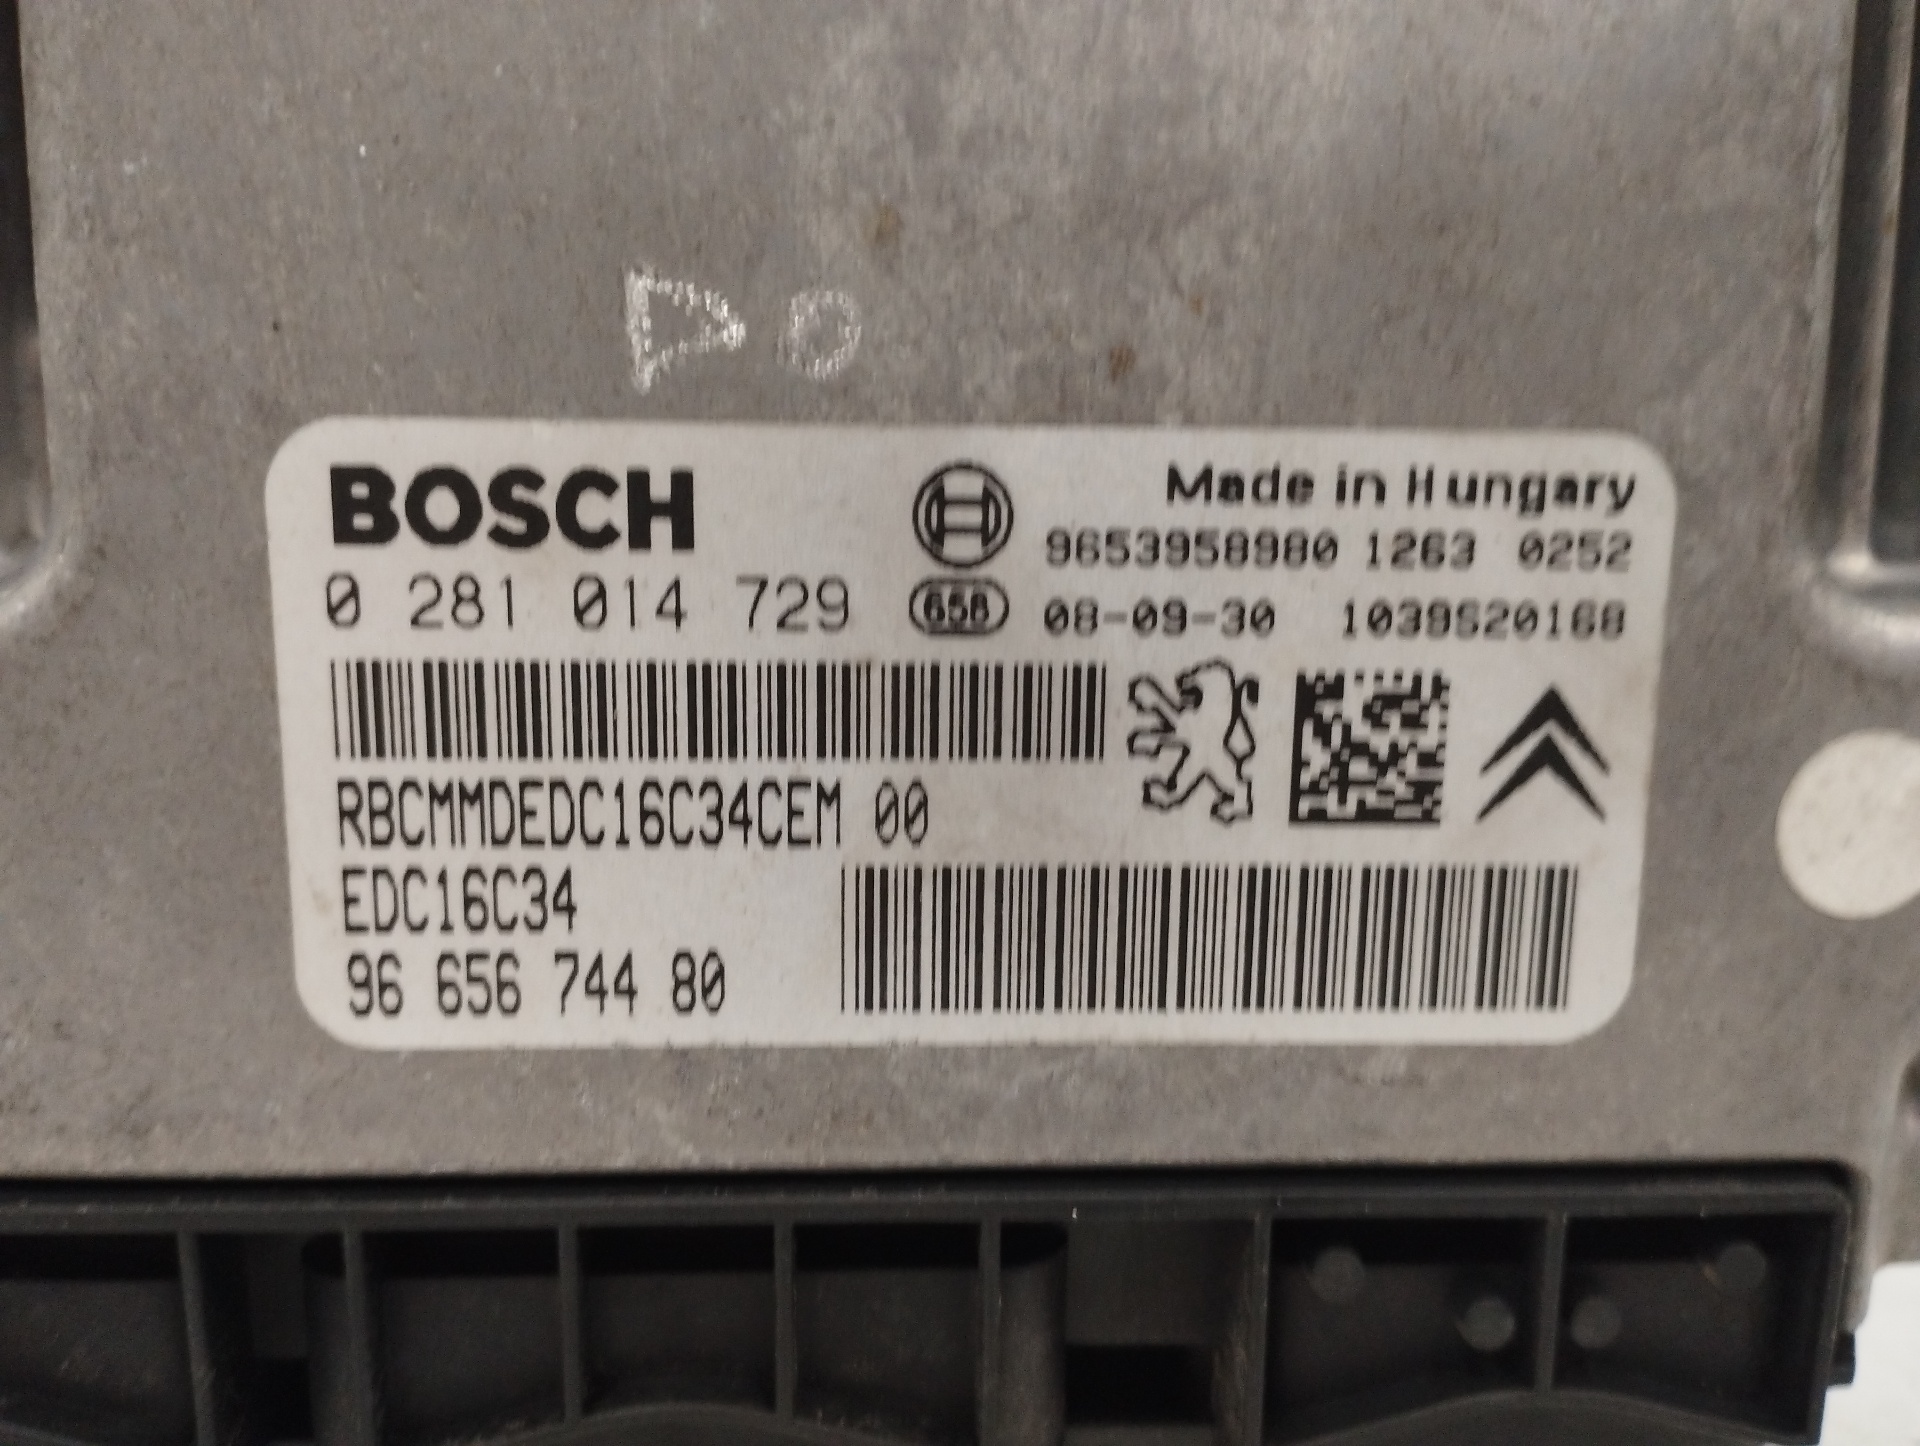 BOSCH
Made in Hungary
9653958980 1263 0252
0 281 014 729
658
08-09-30 1039S20168
RBCMMDEDC16C34CEM 00
EDC16C34
96 656 744 80